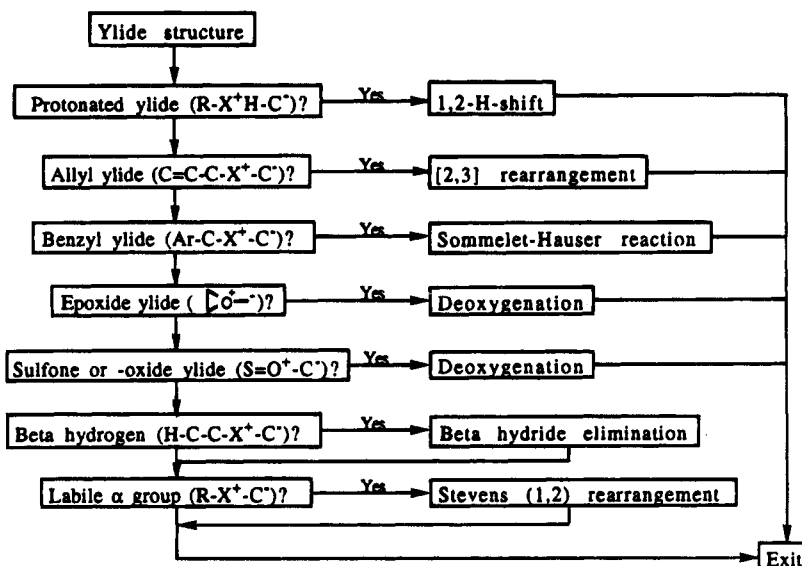 Ylide structure
Protonated ylide (R-X⁺H-C⁻)? Yes 1,2-H-shift
Allyl ylide (C=C-C-X⁺-C⁻)? Yes [2,3] rearrangement
Benzyl ylide (Ar-C-X⁺-C⁻)? Yes Sommelet-Hauser reaction
Epoxide ylide ( O⁺—⁻)? Yes Deoxygenation
Sulfone or -oxide ylide (S=O⁺-C⁻)? Yes Deoxygenation
Beta hydrogen (H-C-C-X⁺-C⁻)? Yes Beta hydride elimination
Labile α group (R-X⁺-C⁻)? Yes Stevens (1,2) rearrangement
Exit